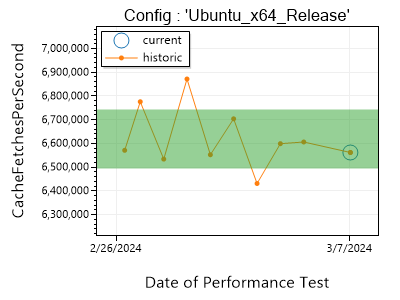 Config : 'Ubuntu_x64_Release'
current
historic
CacheFetchesPerSecond
7,000,000
6,900,000
6,800,000
6,700,000
6,600,000
6,500,000
6,400,000
6,300,000
2/26/2024 3/7/2024
Date of Performance Test